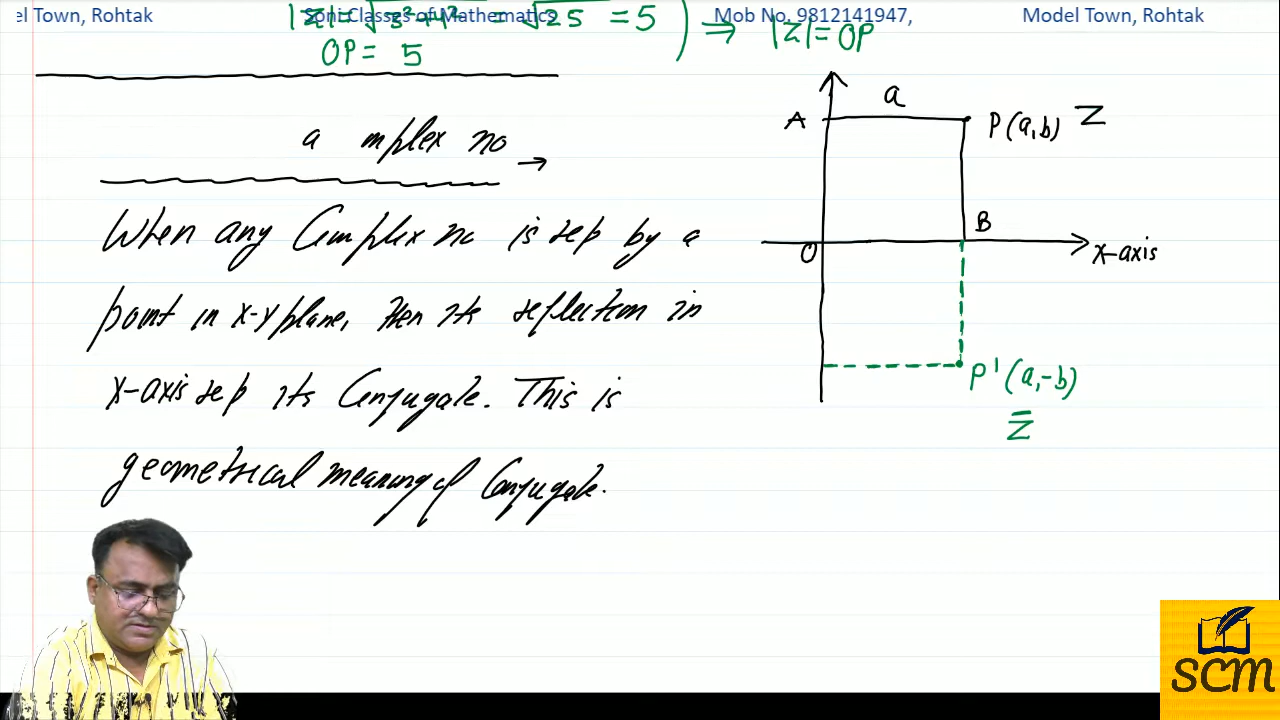 el Town, Rohtak Soni Classes of Mathematics Mob No. 9812141947, Model Town, Rohtak
|z| = √3²+4² = √25 = 5
OP = 5
⇒ |z| = OP
a mplex no →
When any Complex no is rep by a
point in x-y plane, then its reflection in
x-axis rep its Conjugate. This is
geometrical meaning of Conjugate.
a
A
P(a,b) Z
B
O
x-axis
P'(a,-b)
z̄
SCM